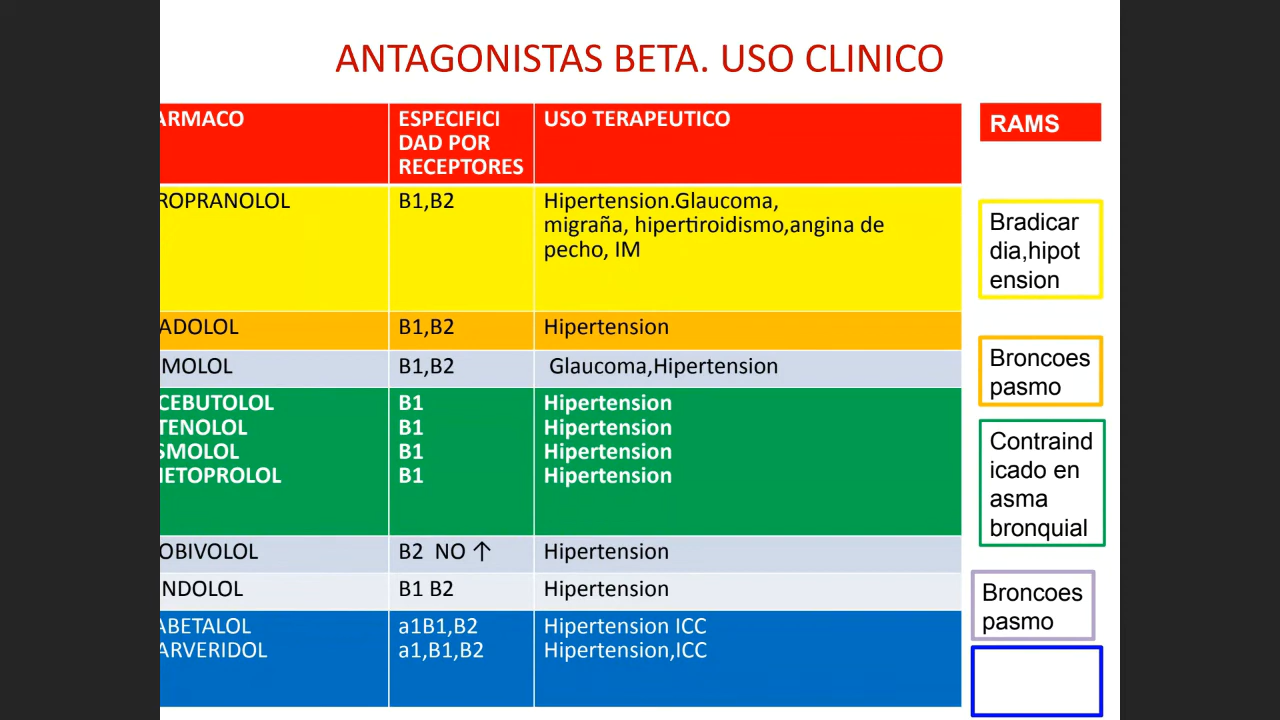 ANTAGONISTAS BETA. USO CLINICO
ARMACO
ESPECIFICI
DAD POR
RECEPTORES
USO TERAPEUTICO
ROPRANOLOL
B1,B2
Hipertension.Glaucoma,
migraña, hipertiroidismo,angina de
pecho, IM
ADOLOL
B1,B2
Hipertension
MOLOL
B1,B2
Glaucoma,Hipertension
CEBUTOLOL
B1
Hipertension
TENOLOL
B1
Hipertension
SMOLOL
B1
Hipertension
METOPROLOL
B1
Hipertension
OBIVOLOL
B2 NO ↑
Hipertension
NDOLOL
B1 B2
Hipertension
ABETALOL
a1B1,B2
Hipertension ICC
ARVERIDOL
a1,B1,B2
Hipertension,ICC
RAMS
Bradicar
dia,hipot
ension
Broncoes
pasmo
Contraind
icado en
asma
bronquial
Broncoes
pasmo